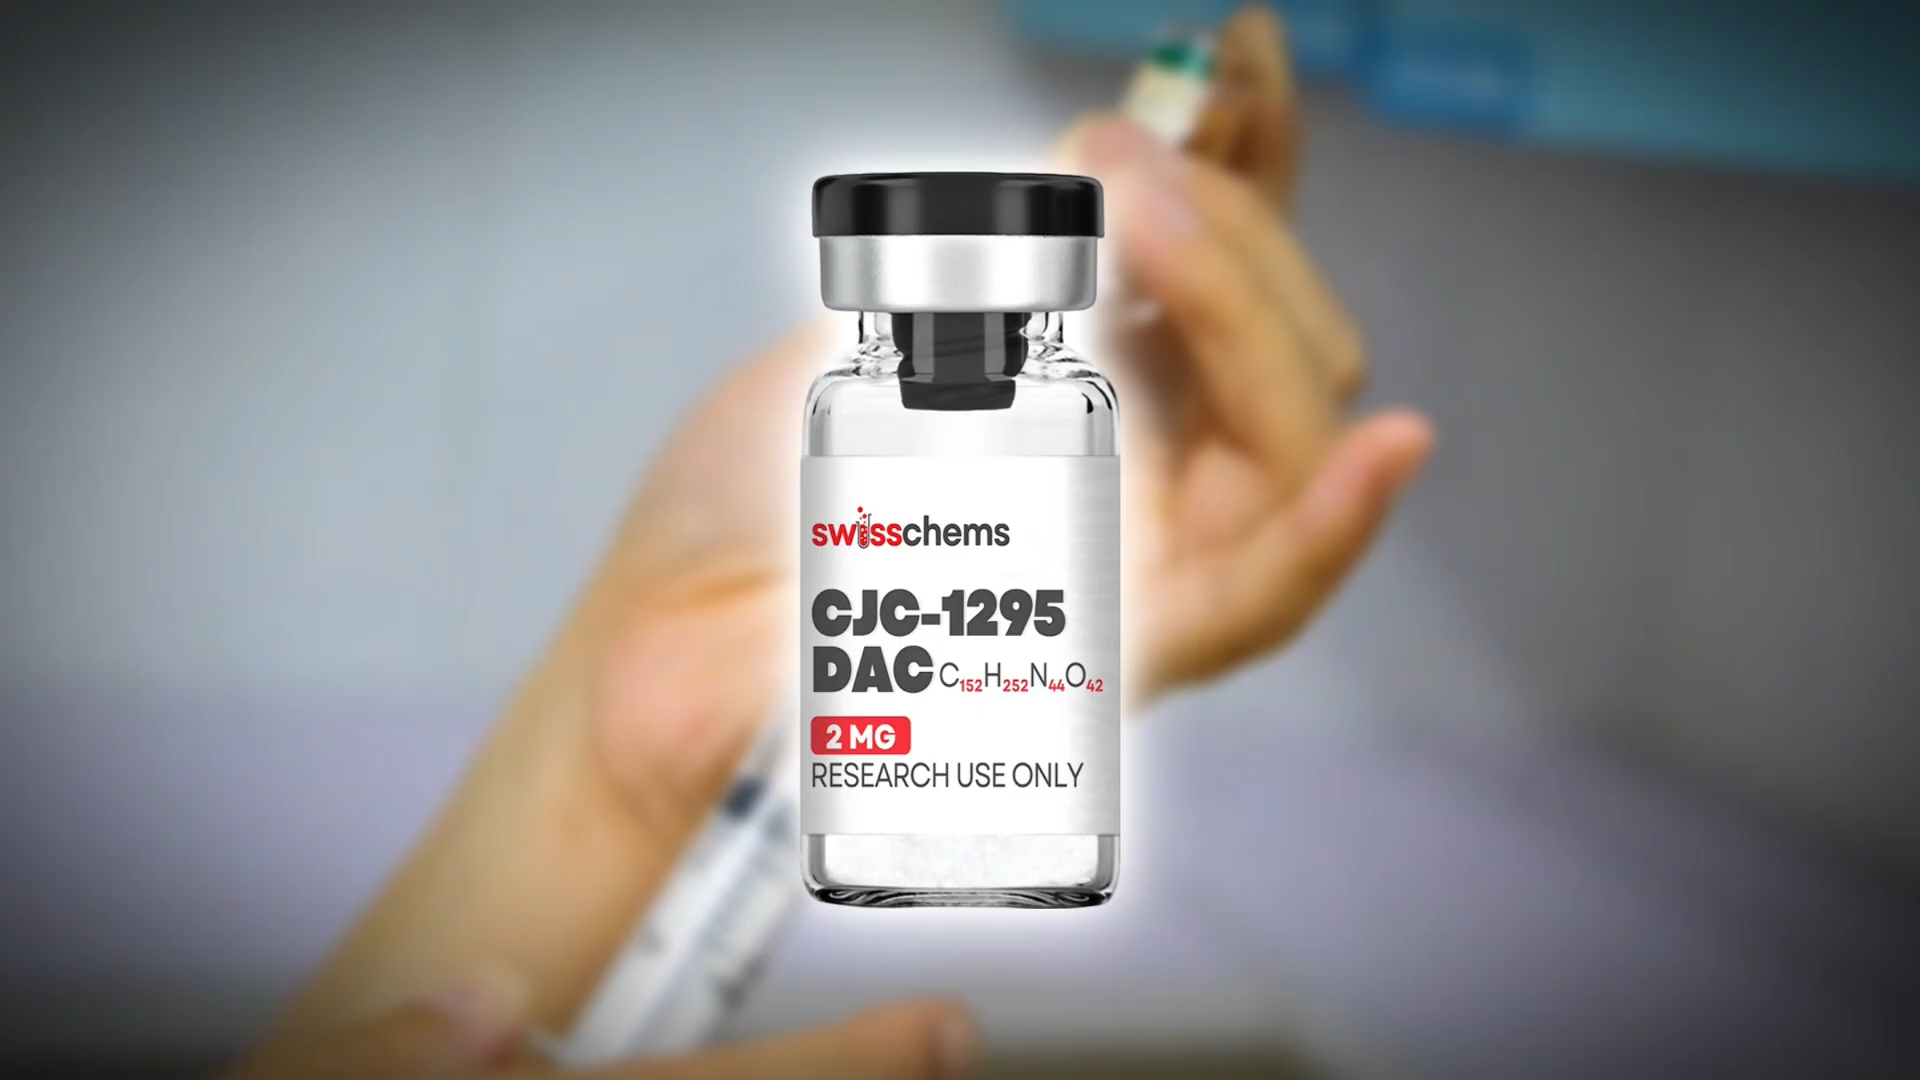 swisschems
CJC-1295
DAC C₁₅₂H₂₅₂N₄₄O₄₂
2 MG
RESEARCH USE ONLY